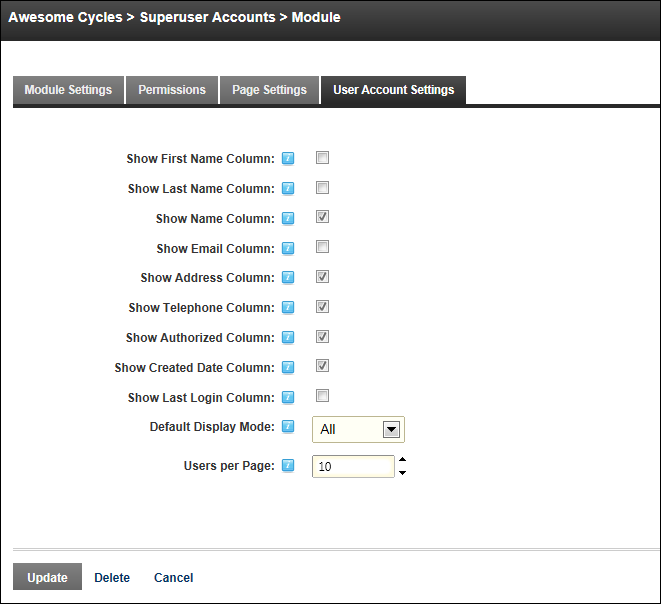 Awesome Cycles > Superuser Accounts > Module
Module Settings Permissions Page Settings User Account Settings
Show First Name Column:
Show Last Name Column:
Show Name Column:
Show Email Column:
Show Address Column:
Show Telephone Column:
Show Authorized Column:
Show Created Date Column:
Show Last Login Column:
Default Display Mode: All
Users per Page: 10
Update Delete Cancel